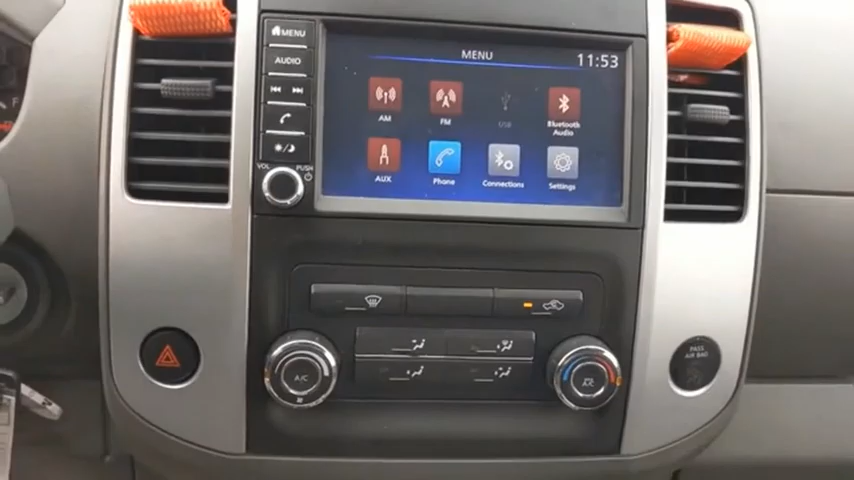 MENU
AUDIO
VOL
PUSH
MENU
11:53
AM
FM
USB
Bluetooth
Audio
AUX
Phone
Connections
Settings
A/C
PASS
AIR BAG